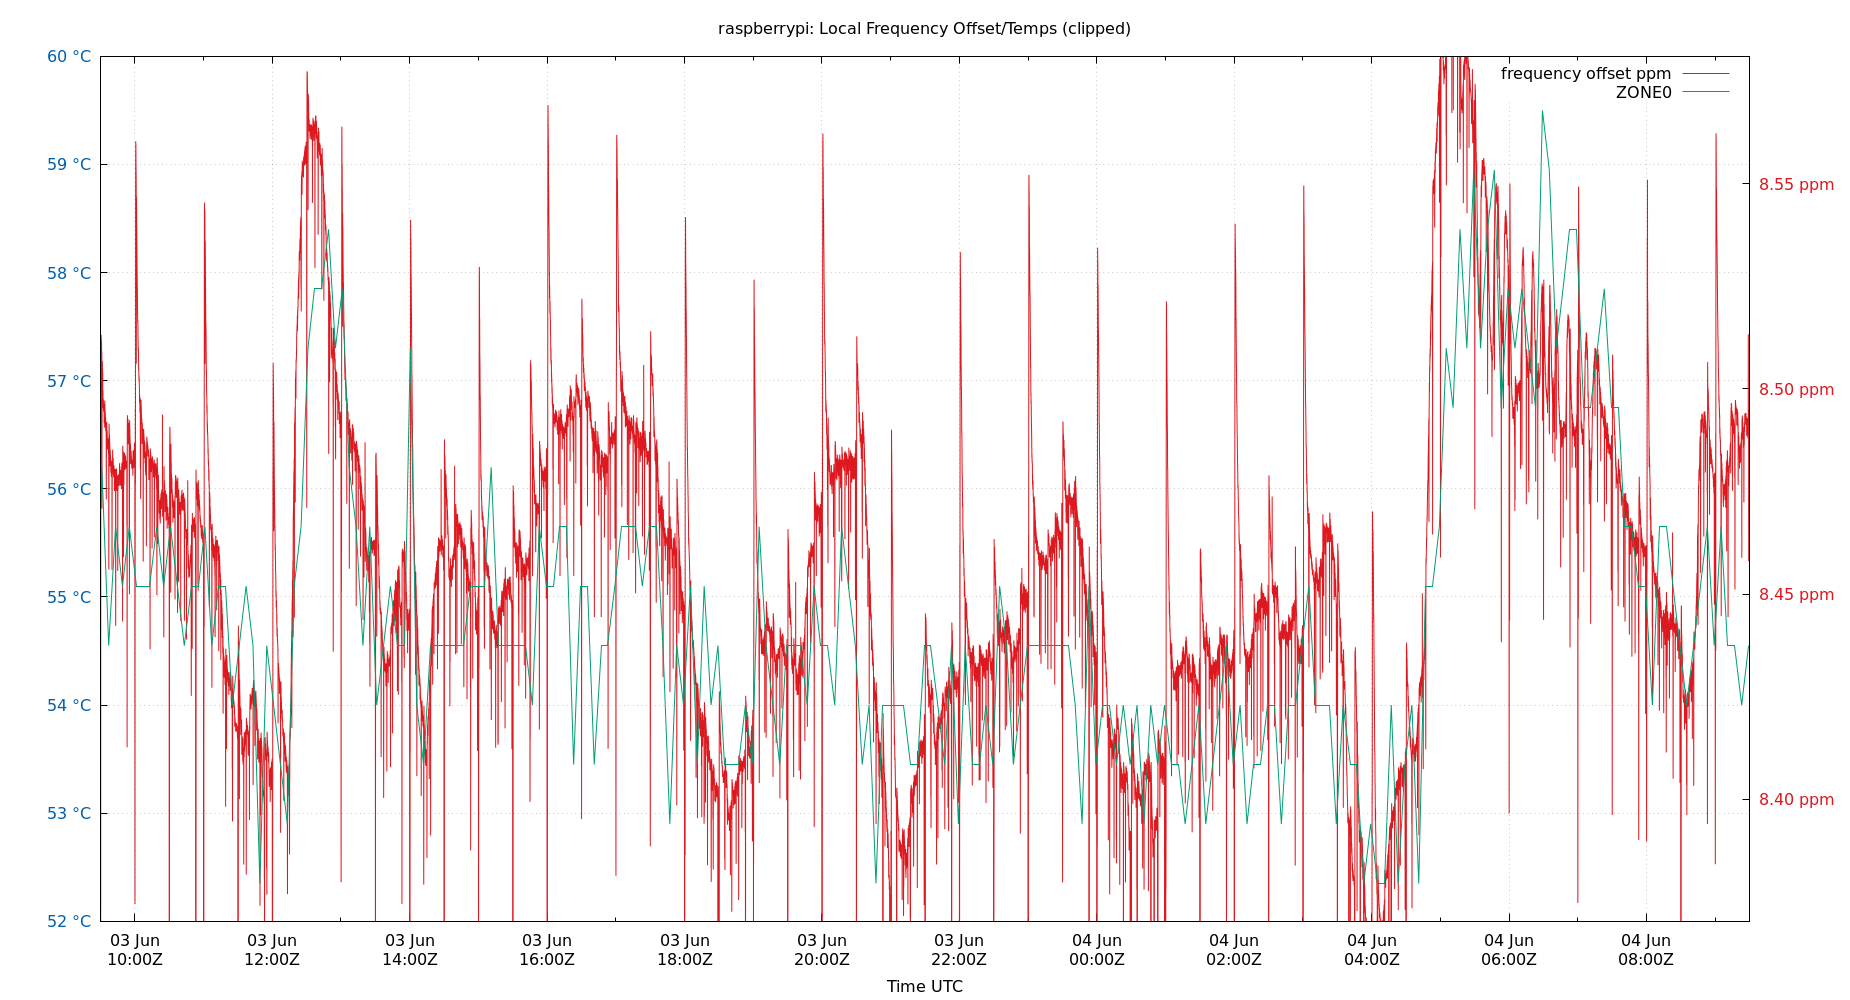 raspberrypi: Local Frequency Offset/Temps (clipped)
60 °C
frequency offset ppm
ZONE0
59 °C
8.55 ppm
58 °C
57 °C
8.50 ppm
56 °C
55 °C
8.45 ppm
54 °C
53 °C
8.40 ppm
52 °C
03 Jun 03 Jun 03 Jun 03 Jun 03 Jun 03 Jun 03 Jun 04 Jun 04 Jun 04 Jun 04 Jun 04 Jun
10:00Z 12:00Z 14:00Z 16:00Z 18:00Z 20:00Z 22:00Z 00:00Z 02:00Z 04:00Z 06:00Z 08:00Z
Time UTC